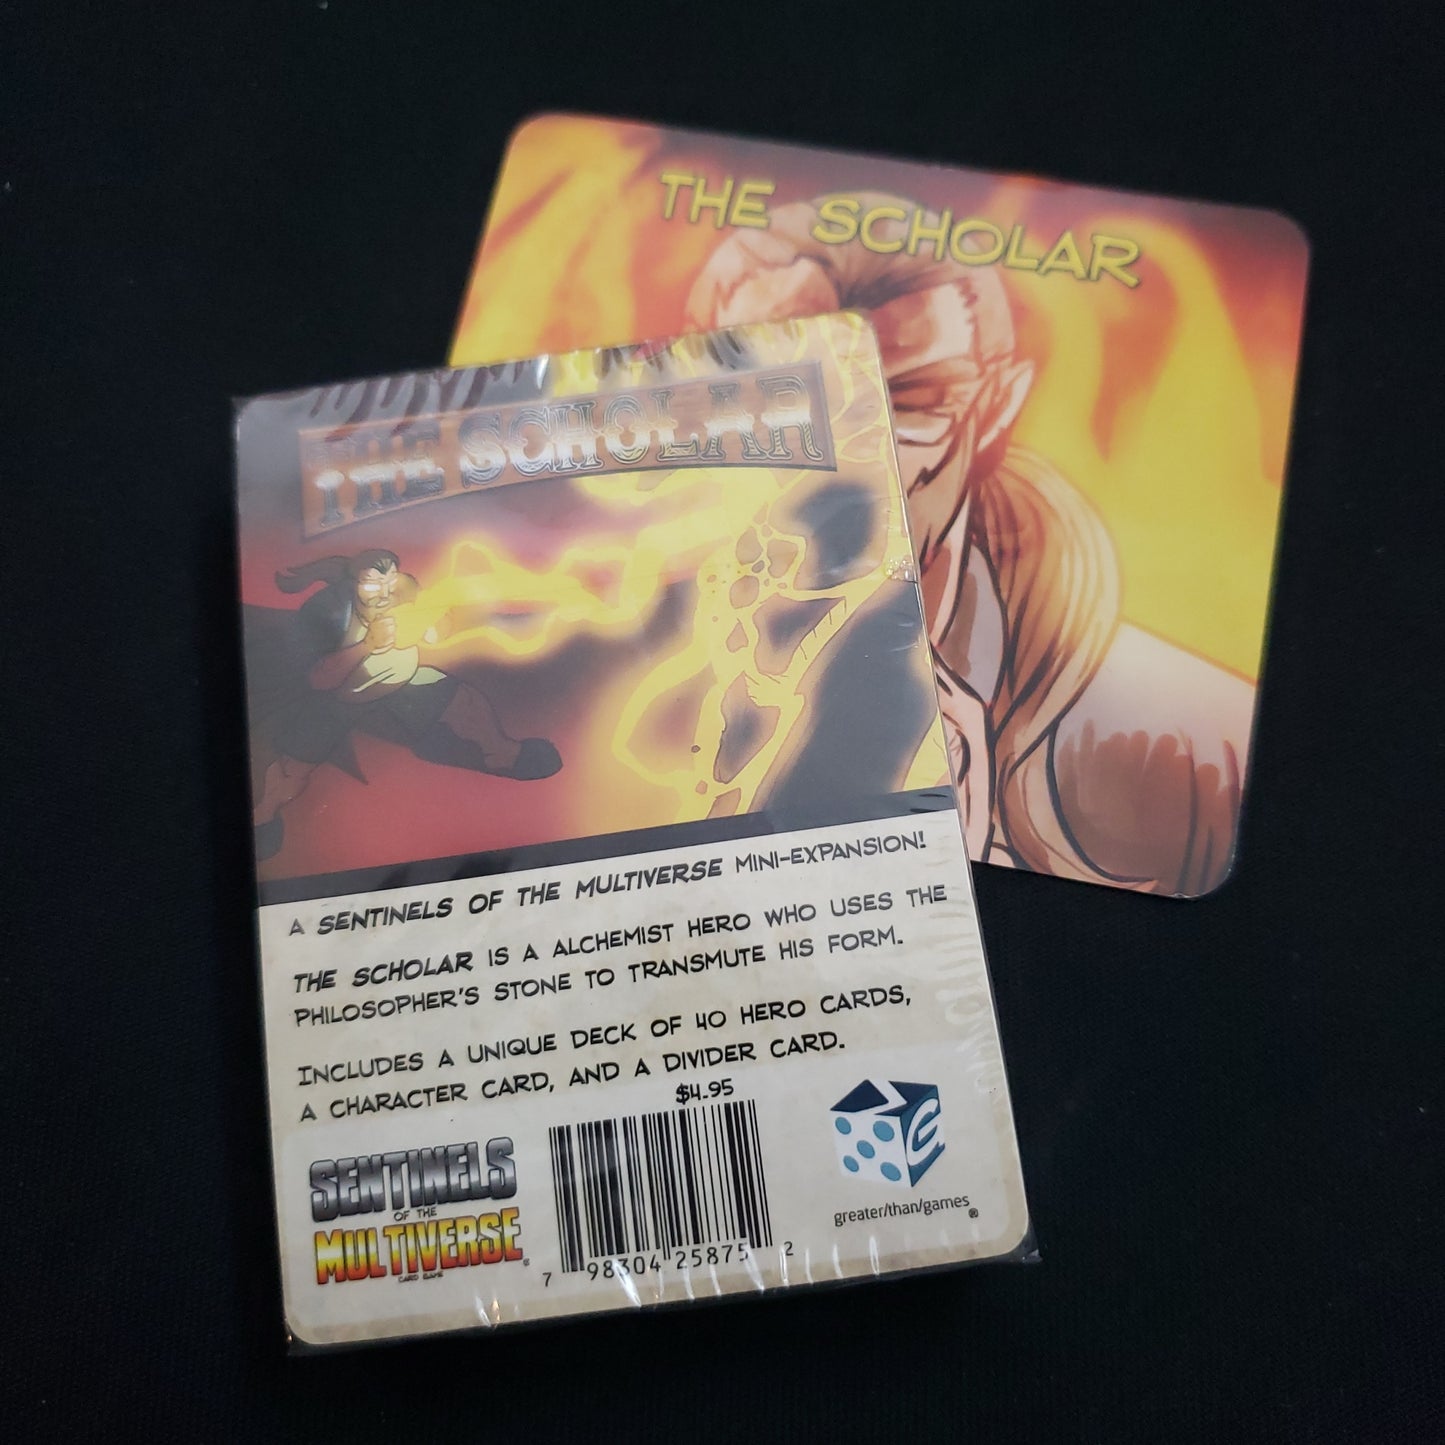 THE SCHOLAR
THE SCHOLAR
A SENTINELS OF THE MULTIVERSE MINI-EXPANSION!
THE SCHOLAR IS A ALCHEMIST HERO WHO USES THE
PHILOSOPHER'S STONE TO TRANSMUTE HIS FORM.
INCLUDES A UNIQUE DECK OF 40 HERO CARDS,
A CHARACTER CARD, AND A DIVIDER CARD.
$4.95
SENTINELS
OF THE
MULTIVERSE
CARD GAME
7 98304 25875 2
greater/than/games®